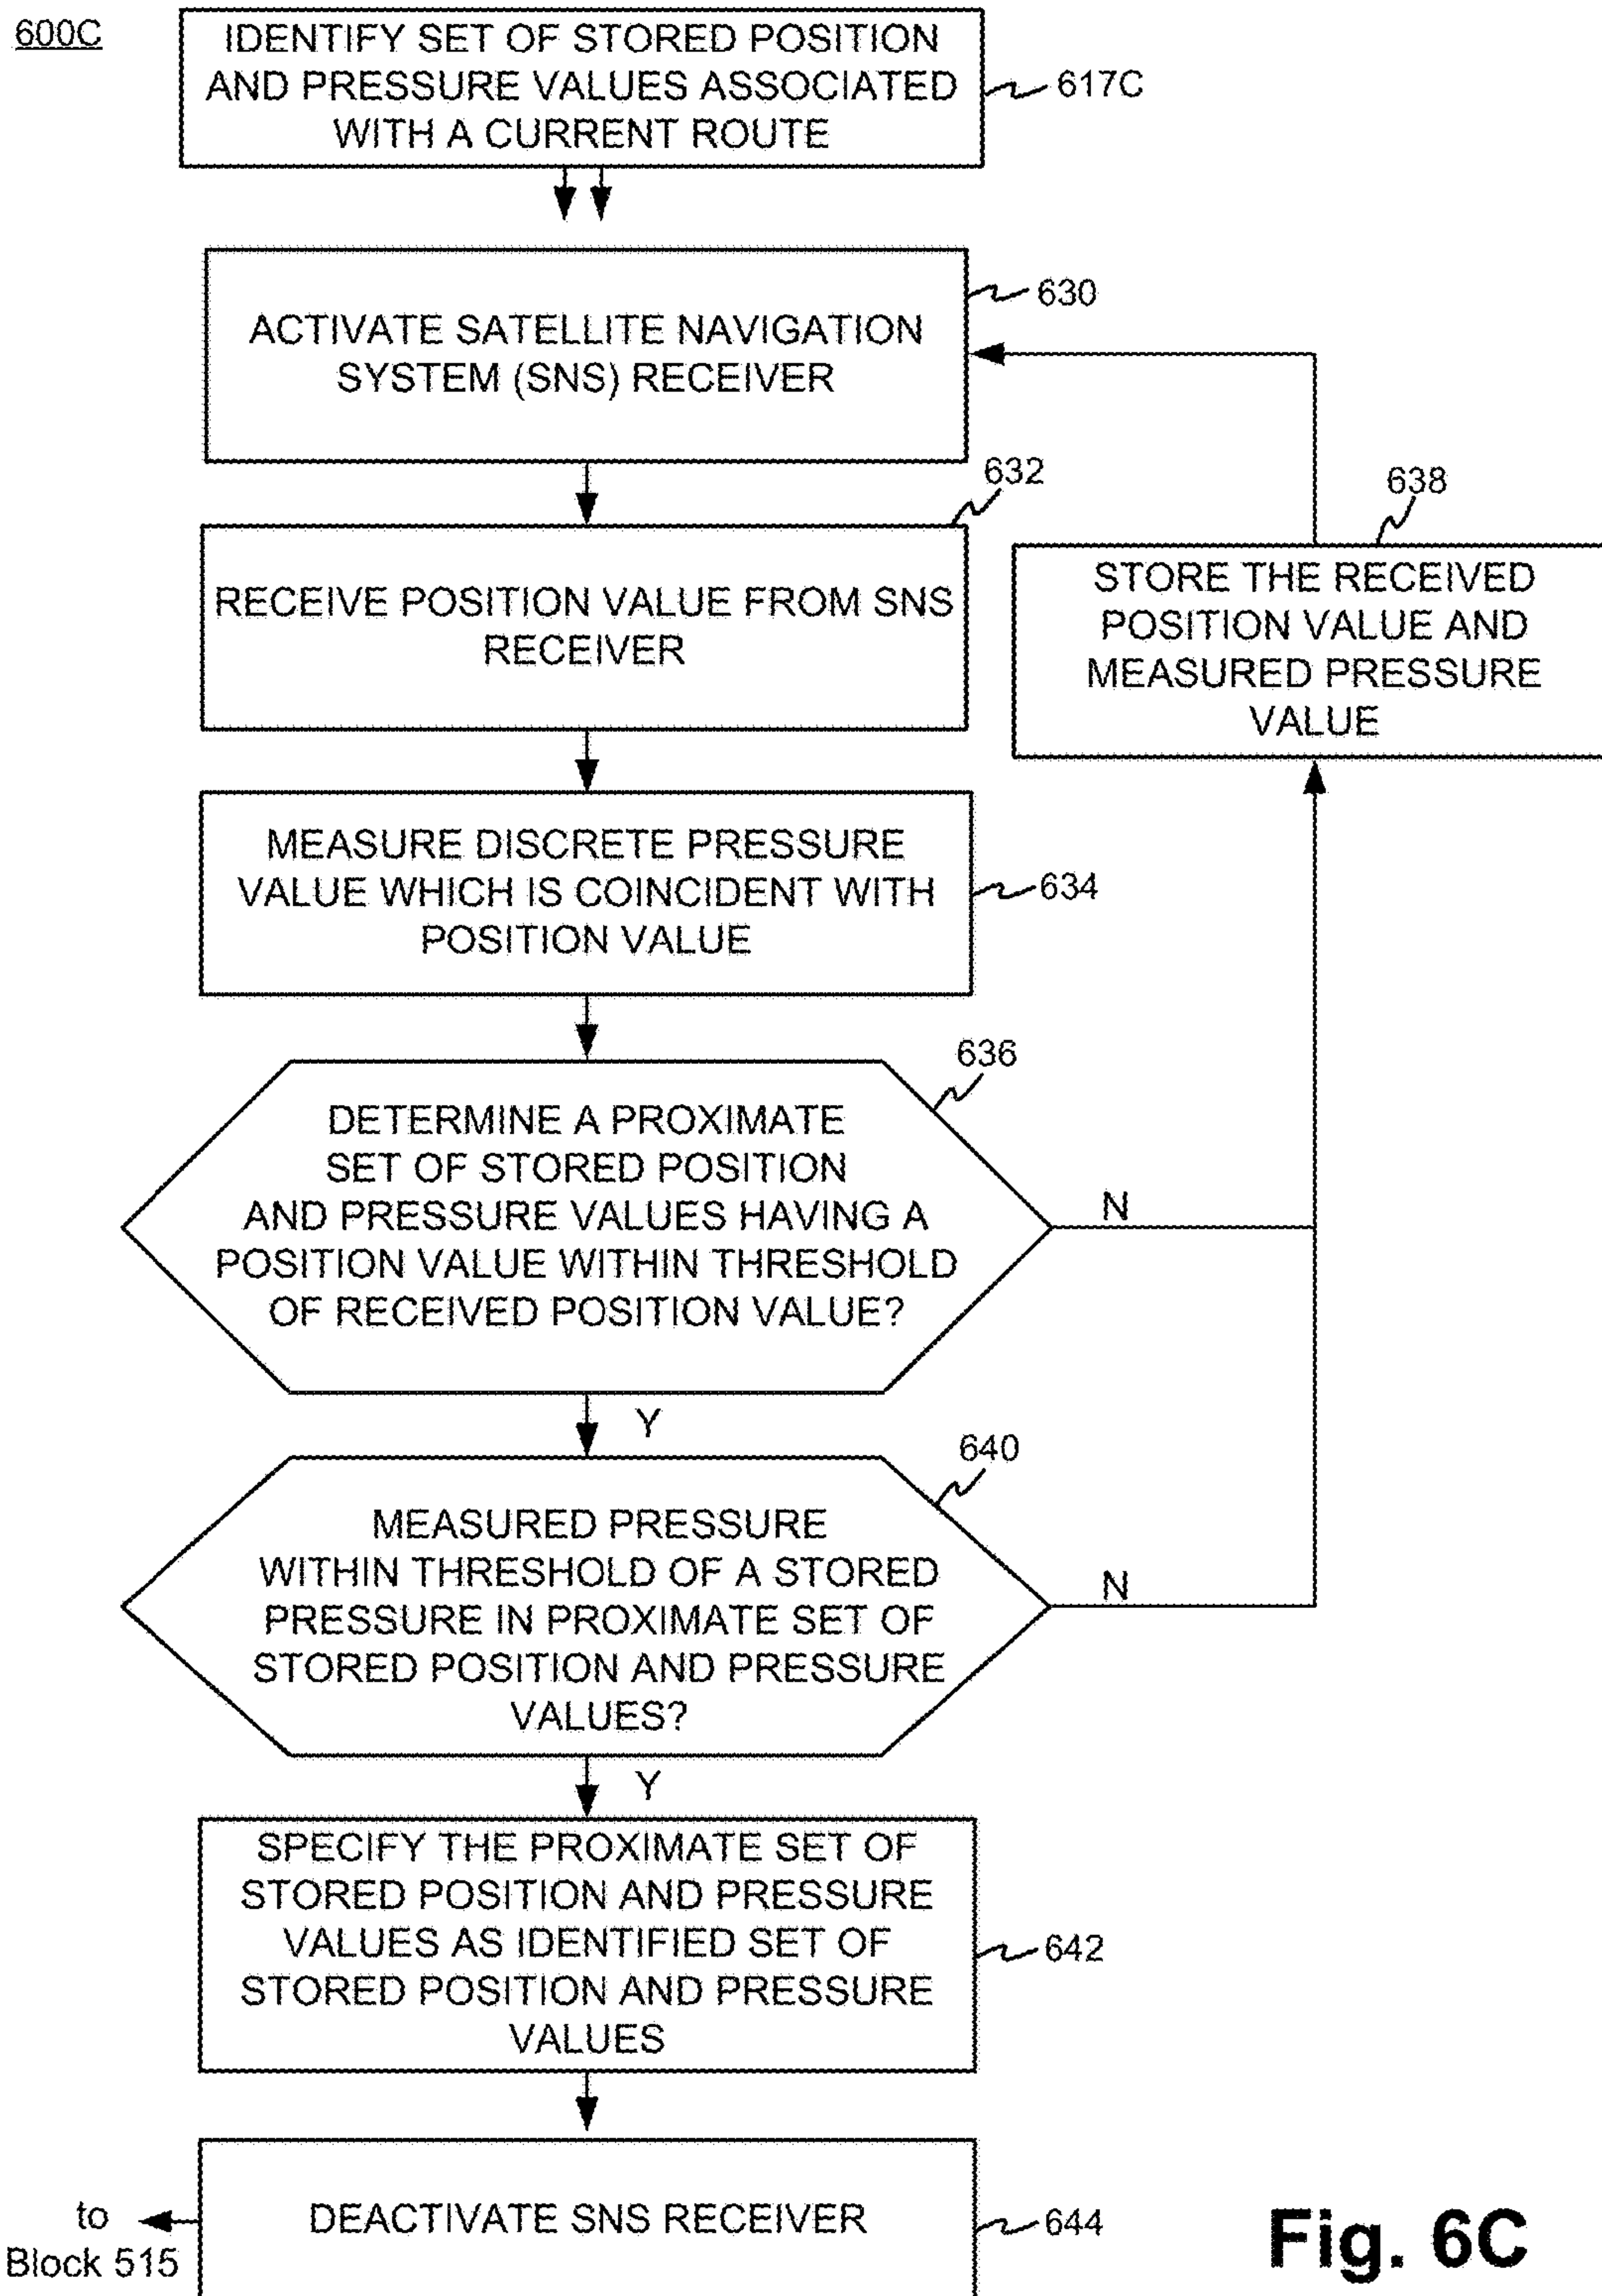 600C
IDENTIFY SET OF STORED POSITION
AND PRESSURE VALUES ASSOCIATED
WITH A CURRENT ROUTE
617C
ACTIVATE SATELLITE NAVIGATION
SYSTEM (SNS) RECEIVER
630
RECEIVE POSITION VALUE FROM SNS
RECEIVER
632
STORE THE RECEIVED
POSITION VALUE AND
MEASURED PRESSURE
VALUE
638
MEASURE DISCRETE PRESSURE
VALUE WHICH IS COINCIDENT WITH
POSITION VALUE
634
DETERMINE A PROXIMATE
SET OF STORED POSITION
AND PRESSURE VALUES HAVING A
POSITION VALUE WITHIN THRESHOLD
OF RECEIVED POSITION VALUE?
636
N
Y
MEASURED PRESSURE
WITHIN THRESHOLD OF A STORED
PRESSURE IN PROXIMATE SET OF
STORED POSITION AND PRESSURE
VALUES?
640
N
Y
SPECIFY THE PROXIMATE SET OF
STORED POSITION AND PRESSURE
VALUES AS IDENTIFIED SET OF
STORED POSITION AND PRESSURE
VALUES
642
DEACTIVATE SNS RECEIVER
644
to
Block 515
Fig. 6C